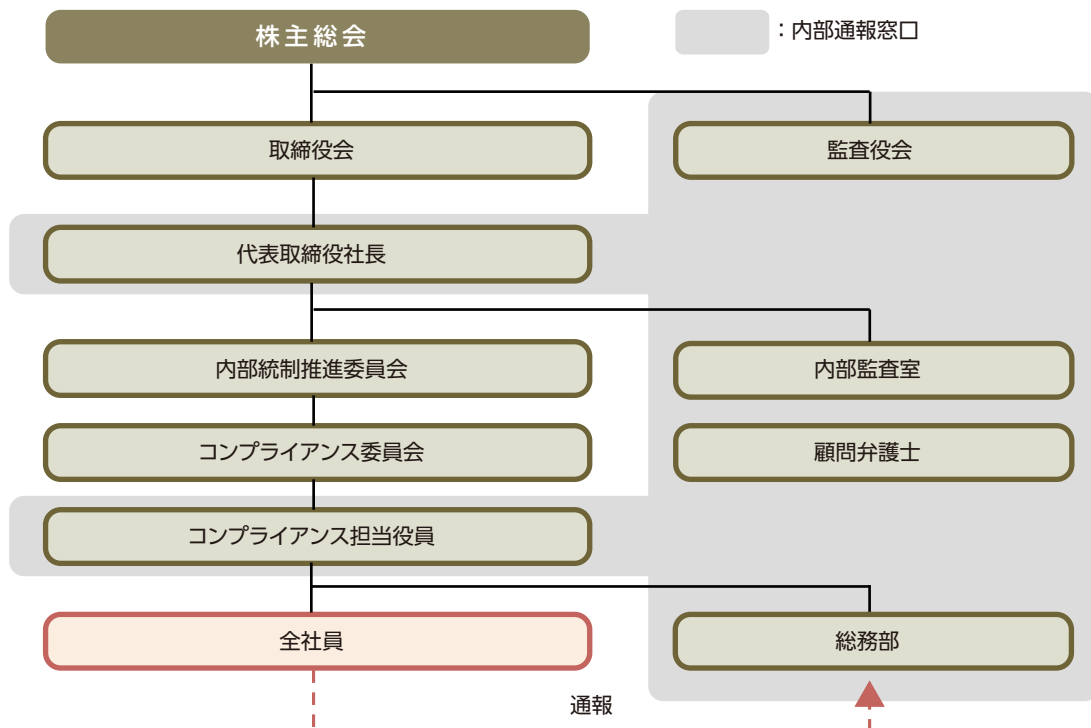 株主総会
：内部通報窓口
取締役会
監査役会
代表取締役社長
内部統制推進委員会
内部監査室
コンプライアンス委員会
顧問弁護士
コンプライアンス担当役員
全社員
総務部
通報